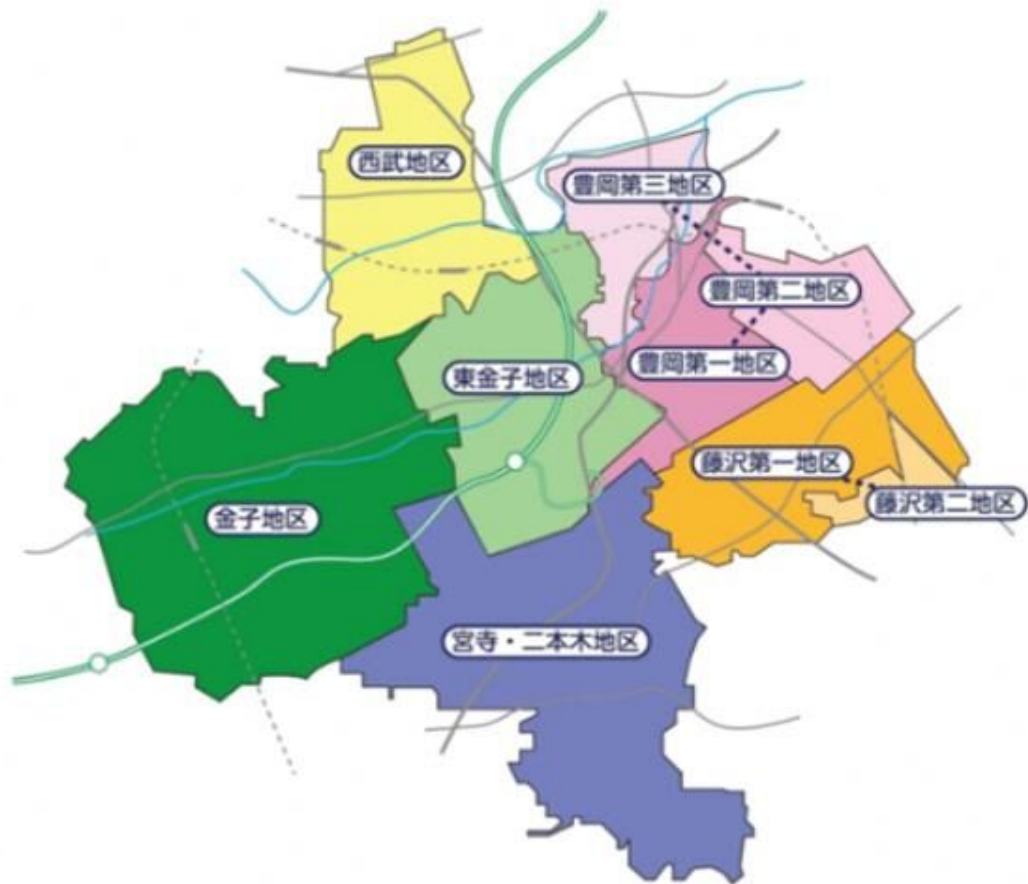 西武地区
豊岡第三地区
豊岡第二地区
豊岡第一地区
東金子地区
藤沢第一地区
藤沢第二地区
金子地区
宮寺・二本木地区